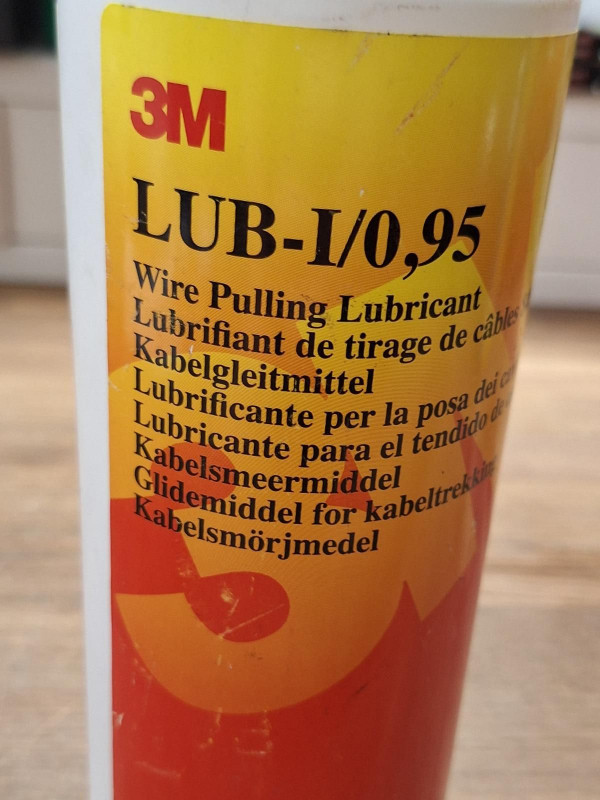 3M
LUB-I/0,95
Wire Pulling Lubricant
Lubrifiant de tirage de câbles
Kabelgleitmittel
Lubrificante per la posa dei
Lubricante para el tendido de
Kabelsmeermiddel
Glidemiddel for kabeltrekking
Kabelsmörjmedel